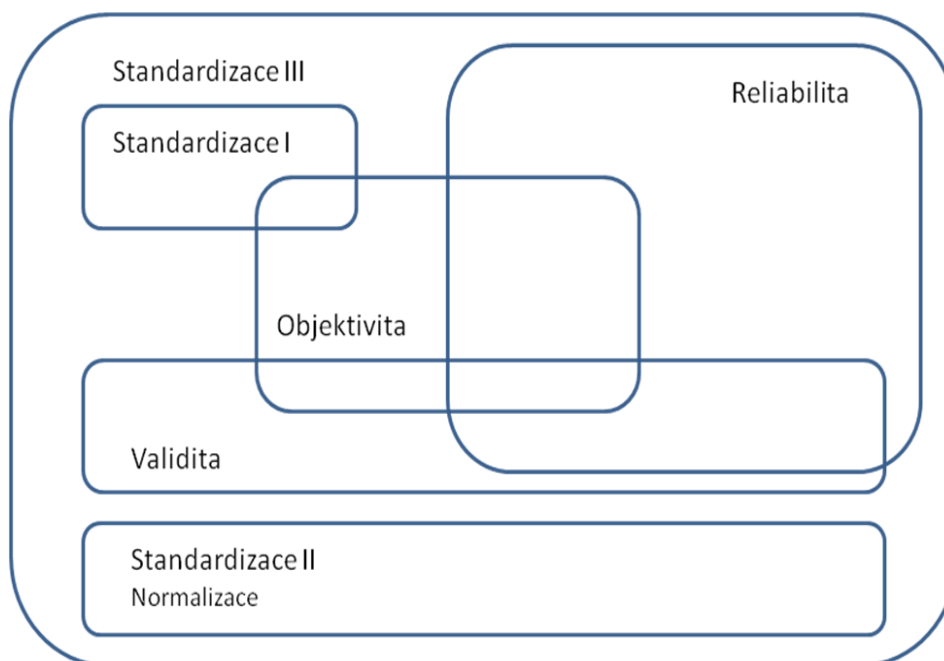 Standardizace III
Reliabilita
Standardizace I
Objektivita
Validita
Standardizace II
Normalizace